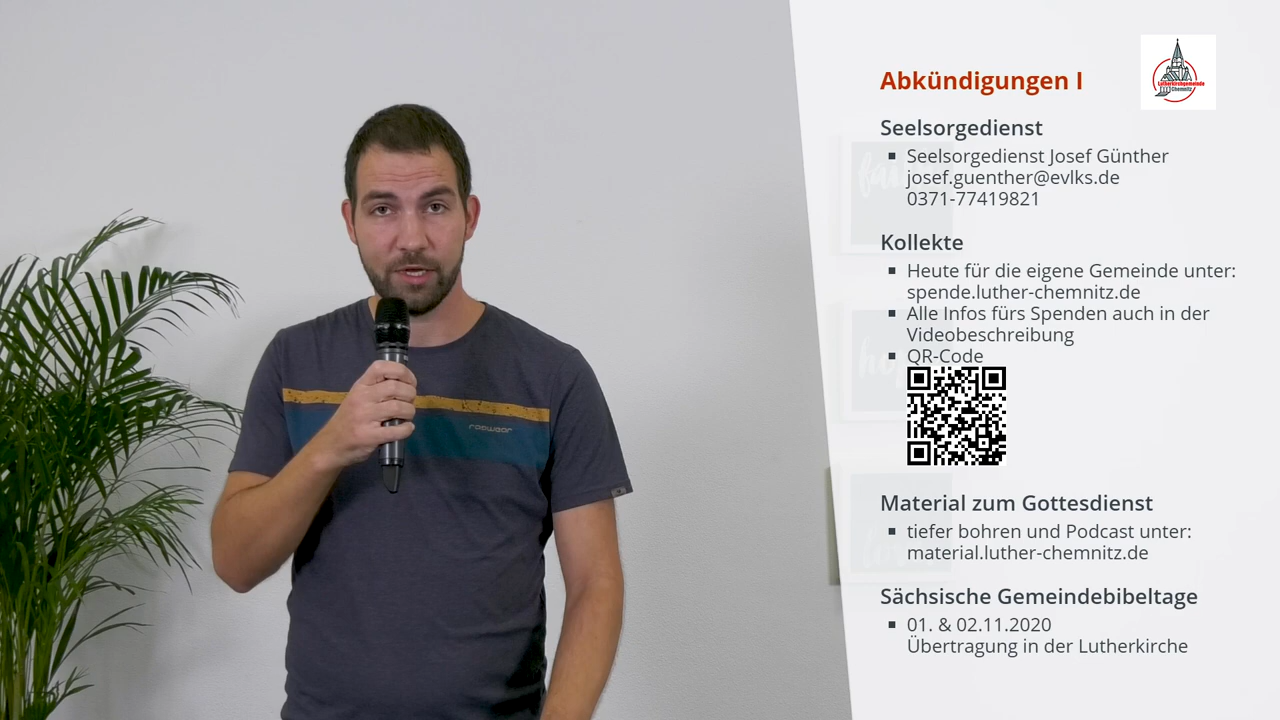 Abkündigungen I
Lutherkirchgemeinde
Chemnitz
Seelsorgedienst
Seelsorgedienst Josef Günther
josef.guenther@evlks.de
0371-77419821
Kollekte
Heute für die eigene Gemeinde unter:
spende.luther-chemnitz.de
Alle Infos fürs Spenden auch in der
Videobeschreibung
QR-Code
Material zum Gottesdienst
tiefer bohren und Podcast unter:
material.luther-chemnitz.de
Sächsische Gemeindebibeltage
01. & 02.11.2020
Übertragung in der Lutherkirche